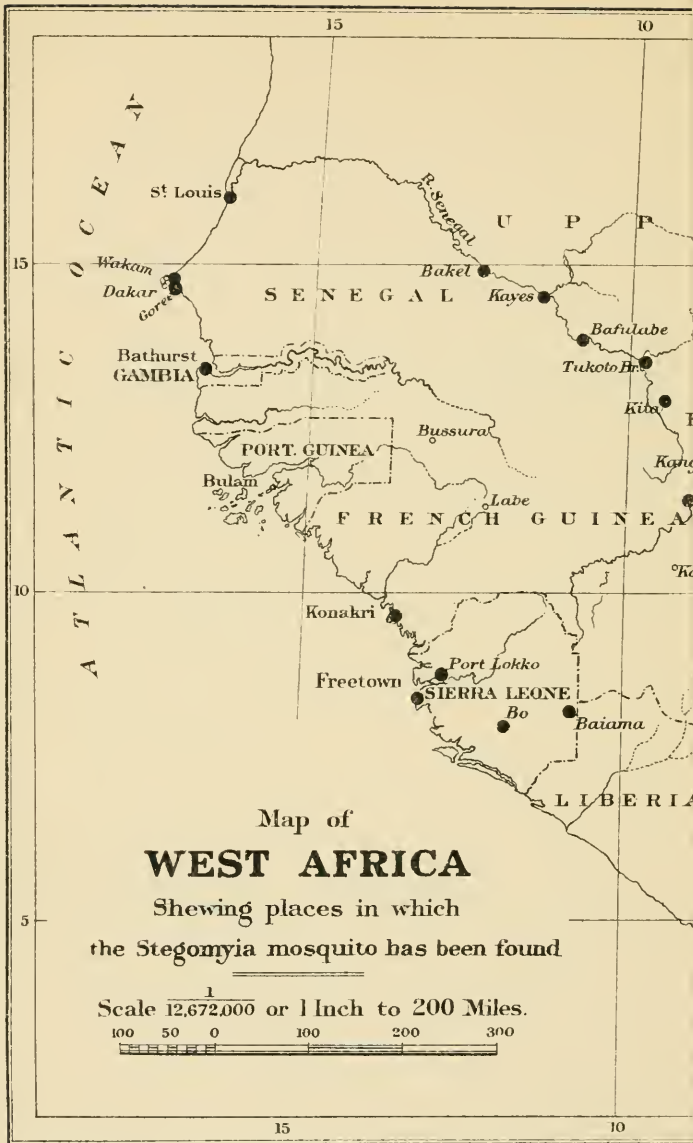 15 10
ATLANTIC OCEAN
St. Louis
R. Senegal
UPP
15
Wakam
Dakar
Goree
SENEGAL
Bakel
Kayes
Bafulabe
Bathurst
GAMBIA
Tukoto Br.
Kita
PORT. GUINEA
Bussura
Kang
Bulam
Labe
FRENCH GUINEA
10
Konakri
Port Lokko
Freetown
SIERRA LEONE
Bo
Baiama
LIBERIA
Map of
WEST AFRICA
Shewing places in which
the Stegomyia mosquito has been found
5
Scale 1/12,672,000 or 1 Inch to 200 Miles.
100 50 0 100 200 300
15 10